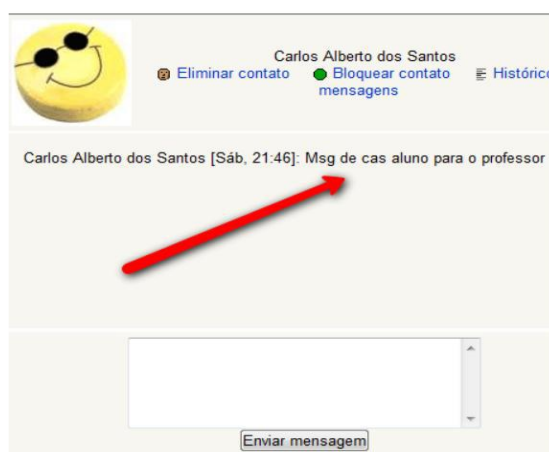 Carlos Alberto dos Santos
Eliminar contato Bloquear contato Histórico
mensagens
Carlos Alberto dos Santos [Sáb, 21:46]: Msg de cas aluno para o professor
Enviar mensagem